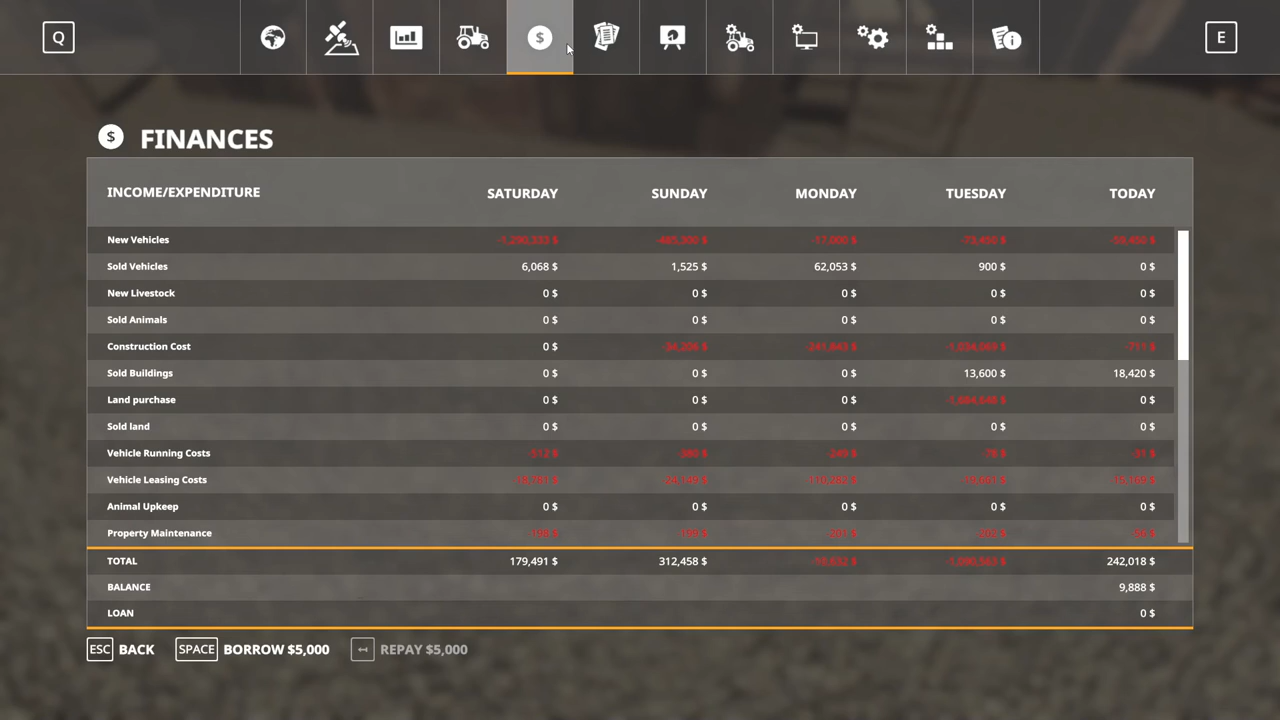 Q
E
$ FINANCES
INCOME/EXPENDITURE SATURDAY SUNDAY MONDAY TUESDAY TODAY
New Vehicles
Sold Vehicles 6,068 $ 1,525 $ 62,053 $ 900 $ 0 $
New Livestock 0 $ 0 $ 0 $ 0 $ 0 $
Sold Animals 0 $ 0 $ 0 $ 0 $ 0 $
Construction Cost 0 $ -711 $
Sold Buildings 0 $ 0 $ 0 $ 13,600 $ 18,420 $
Land purchase 0 $ 0 $ 0 $ 0 $
Sold land 0 $ 0 $ 0 $ 0 $ 0 $
Vehicle Running Costs -512 $
Vehicle Leasing Costs
Animal Upkeep 0 $ 0 $ 0 $ 0 $ 0 $
Property Maintenance
TOTAL 179,491 $ 312,458 $ 242,018 $
BALANCE 9,888 $
LOAN 0 $
ESC BACK SPACE BORROW $5,000 REPAY $5,000